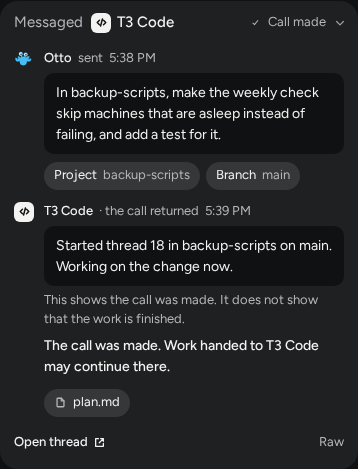 Messaged T3 Code Call made
Otto sent 5:38 PM
In backup-scripts, make the weekly check
skip machines that are asleep instead of
failing, and add a test for it.
Project backup-scripts Branch main
T3 Code · the call returned 5:39 PM
Started thread 18 in backup-scripts on main.
Working on the change now.
This shows the call was made. It does not show
that the work is finished.
The call was made. Work handed to T3 Code
may continue there.
plan.md
Open thread Raw